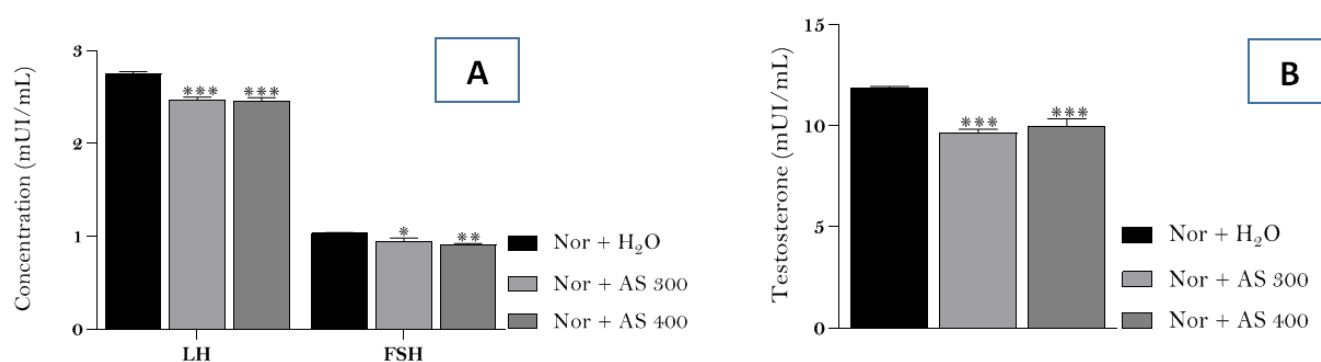 A
Concentration (mUI/mL)
3
2
1
0
***
***
*
**
LH
FSH
Nor + H₂O
Nor + AS 300
Nor + AS 400
B
Testosterone (mUI/mL)
15
10
5
0
***
***
Nor + H₂O
Nor + AS 300
Nor + AS 400